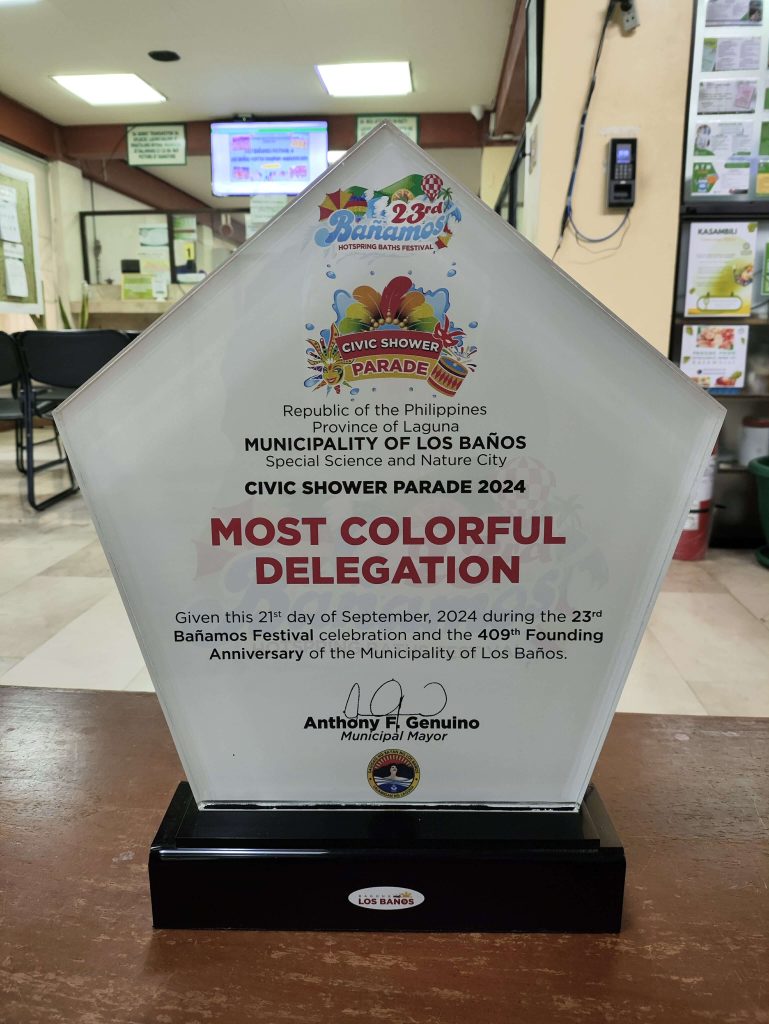 23rd
Bañamos
HOTSPRING BATHS FESTIVAL
CIVIC SHOWER
PARADE
Republic of the Philippines
Province of Laguna
MUNICIPALITY OF LOS BAÑOS
Special Science and Nature City
CIVIC SHOWER PARADE 2024
MOST COLORFUL
DELEGATION
Given this 21st day of September, 2024 during the 23rd
Bañamos Festival celebration and the 409th Founding
Anniversary of the Municipality of Los Baños.
Anthony F. Genuino
Municipal Mayor
LOS BAÑOS
KASAMBILI